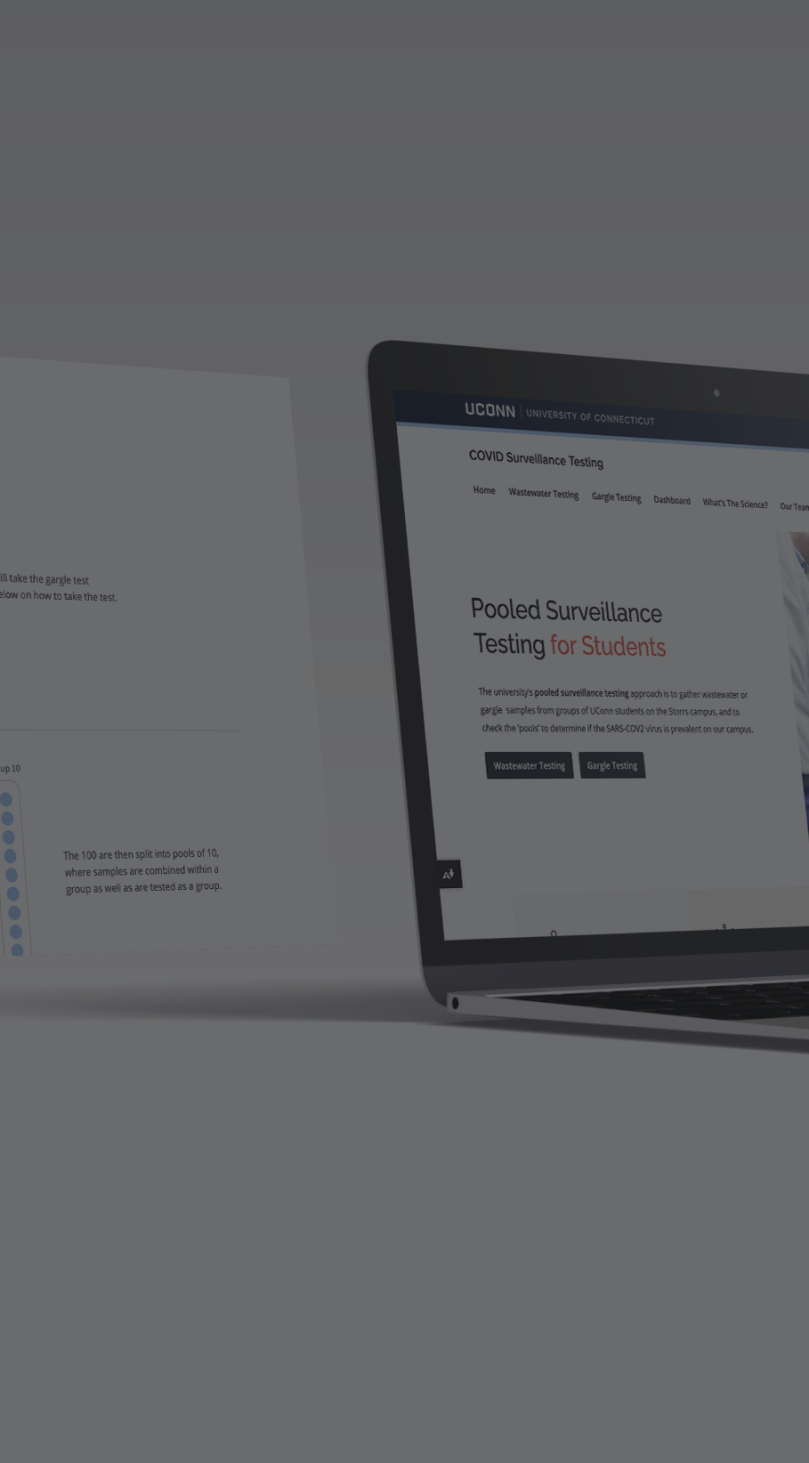 ill take the gargle test
elow on how to take the test.
up 10
The 100 are then split into pools of 10,
where samples are combined within a
group as well as are tested as a group.
UCONN UNIVERSITY OF CONNECTICUT
COVID Surveillance Testing
Home Wastewater Testing Gargle Testing Dashboard What's The Science? Our Team
Pooled Surveillance
Testing for Students
The university's pooled surveillance testing approach is to gather wastewater or
gargle samples from groups of UConn students on the Storrs campus, and to
check the 'pools' to determine if the SARS-COV2 virus is prevalent on our campus.
Wastewater Testing Gargle Testing